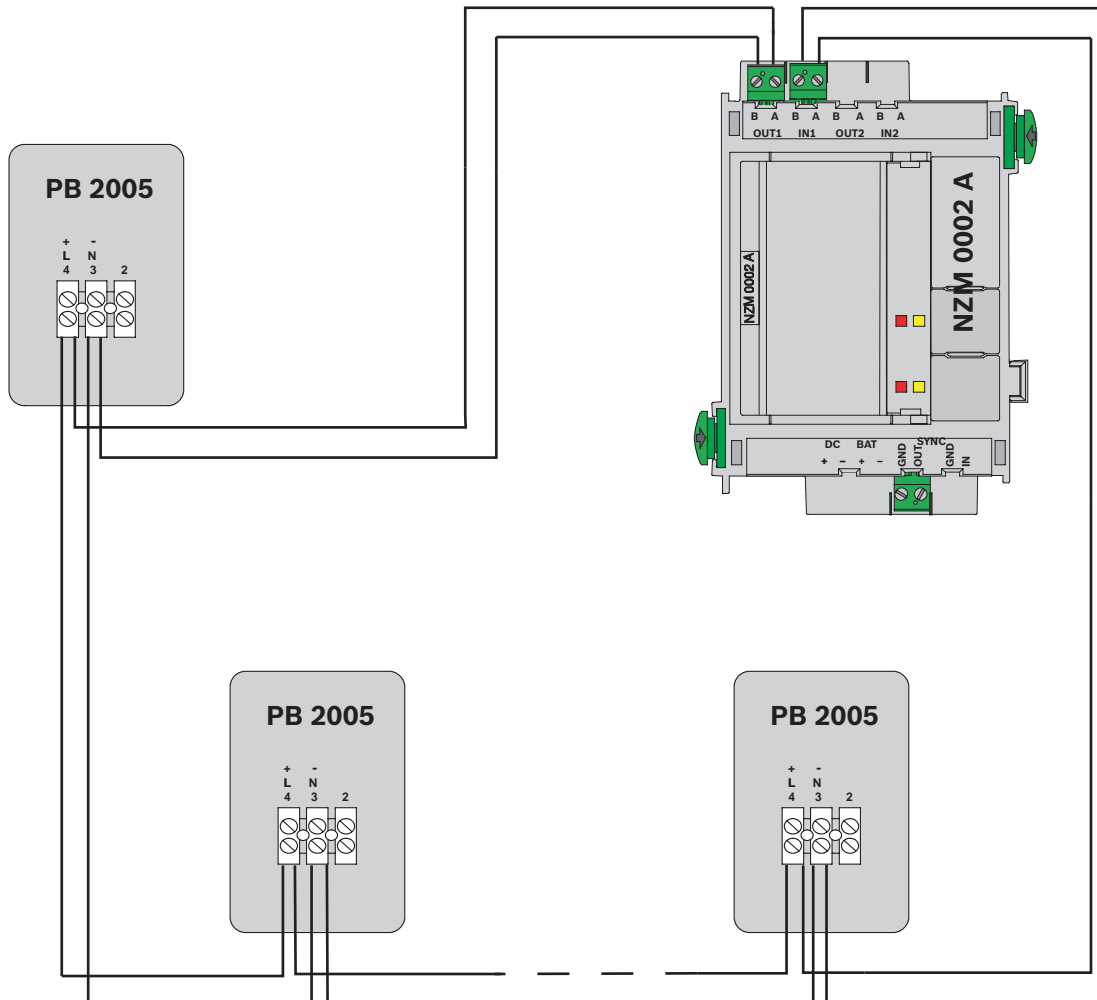 B A B A B A B A
OUT1 IN1 OUT2 IN2
NZM 0002 A
NZM 0002 A
DC BAT SYNC
+ – + – GND OUT GND IN
PB 2005
+ -
L N
4 3 2
PB 2005
+ -
L N
4 3 2
PB 2005
+ -
L N
4 3 2